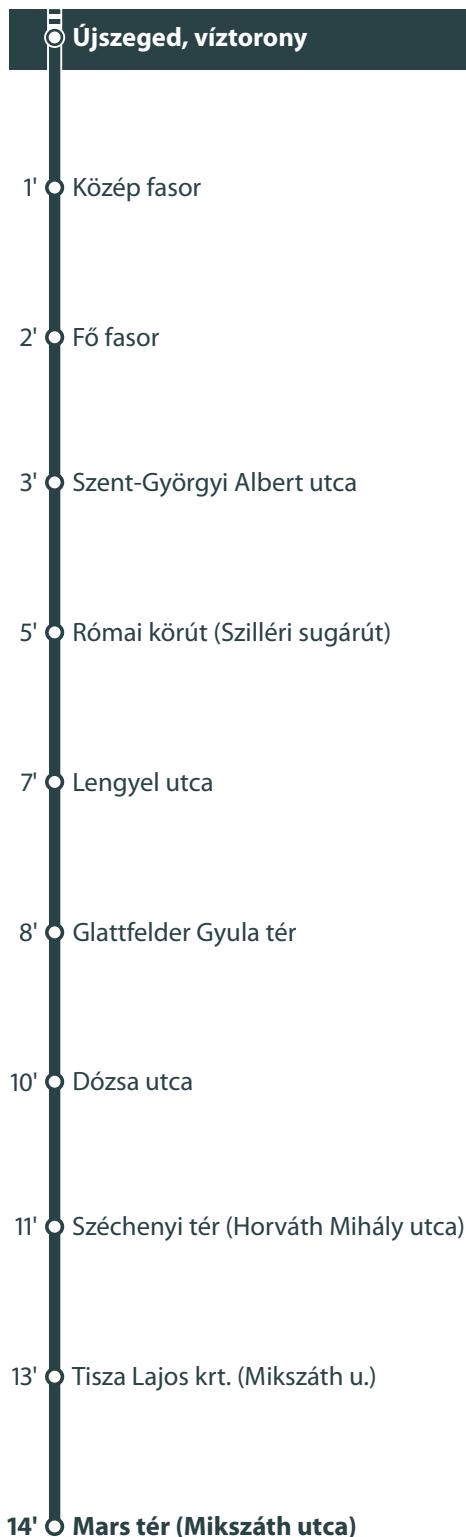 Újszeged, víztorony
1' Közép fasor
2' Fő fasor
3' Szent-Györgyi Albert utca
5' Római körút (Szilléri sugárút)
7' Lengyel utca
8' Glattfelder Gyula tér
10' Dózsa utca
11' Széchenyi tér (Horváth Mihály utca)
13' Tisza Lajos krt. (Mikszáth u.)
14' Mars tér (Mikszáth utca)